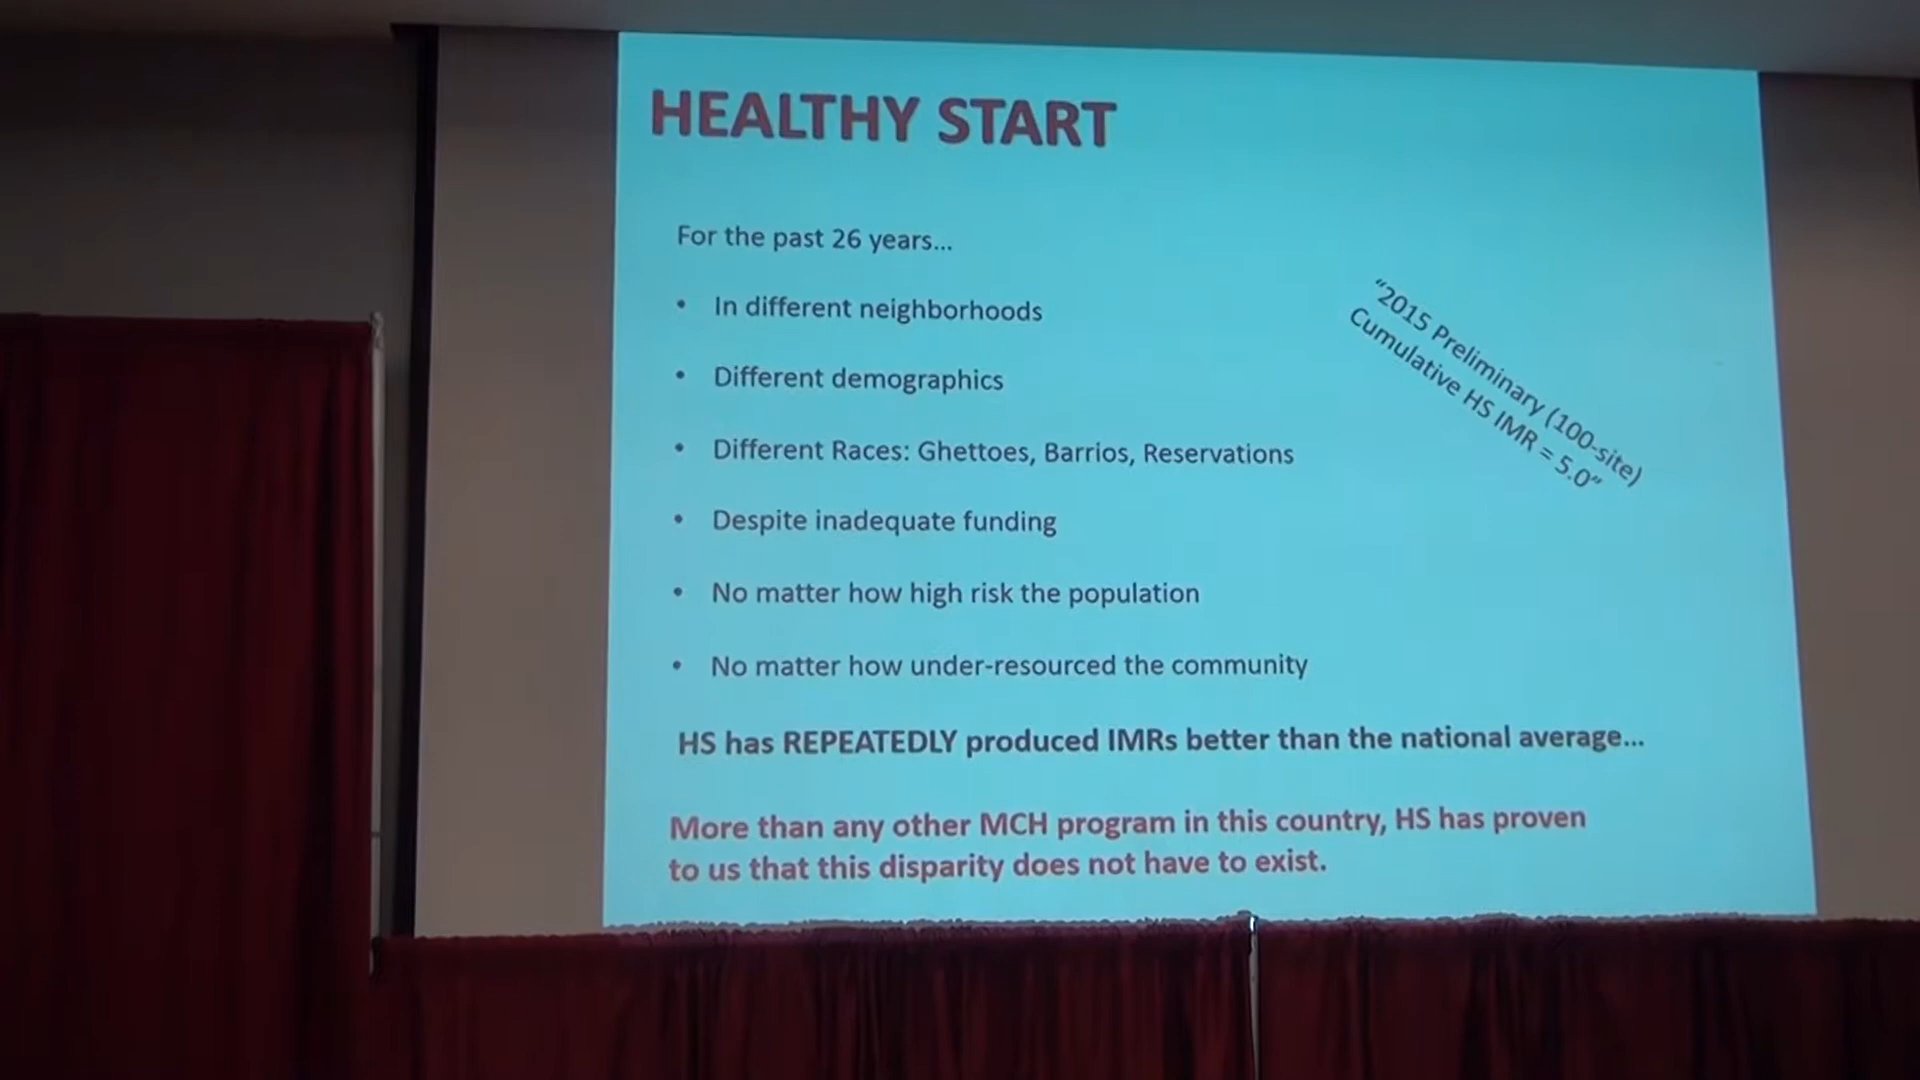 HEALTHY START
For the past 26 years...
• In different neighborhoods
• Different demographics
• Different Races: Ghettoes, Barrios, Reservations
• Despite inadequate funding
• No matter how high risk the population
• No matter how under-resourced the community
“2015 Preliminary (100-site)
Cumulative HS IMR = 5.0”
HS has REPEATEDLY produced IMRs better than the national average...
More than any other MCH program in this country, HS has proven
to us that this disparity does not have to exist.